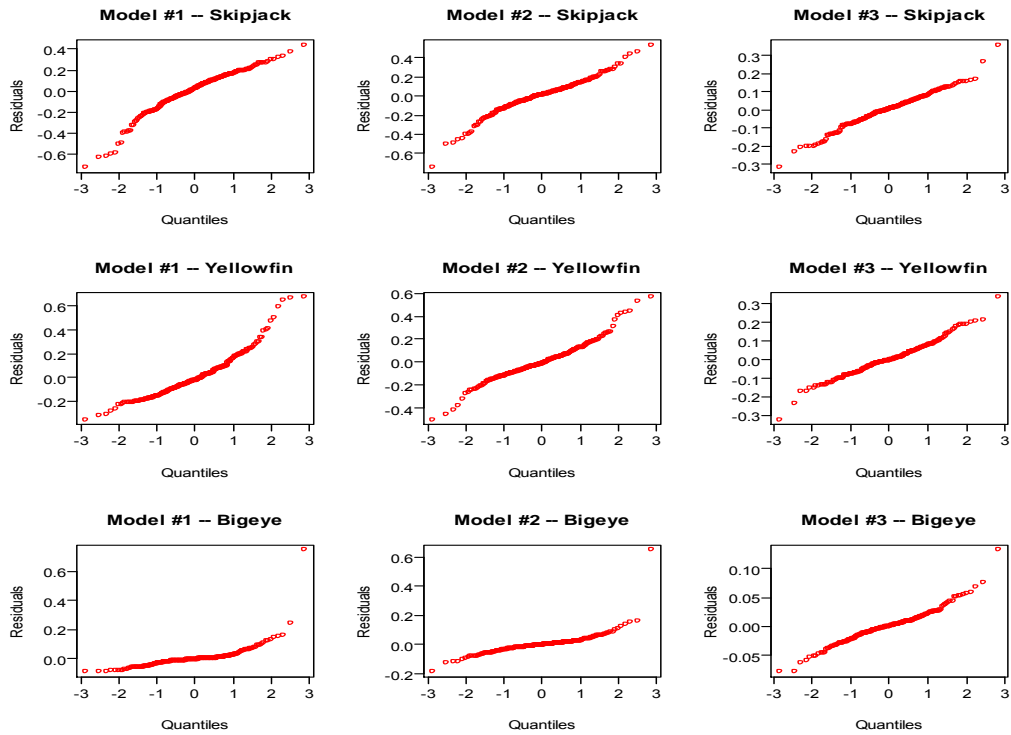 Model #1 -- Skipjack
Residuals
0.4
0.2
0.0
-0.2
-0.4
-0.6
-3 -2 -1 0 1 2 3
Quantiles
Model #2 -- Skipjack
Residuals
0.4
0.2
0.0
-0.2
-0.4
-0.6
-3 -2 -1 0 1 2 3
Quantiles
Model #3 -- Skipjack
Residuals
0.3
0.2
0.1
0.0
-0.1
-0.2
-0.3
-3 -2 -1 0 1 2 3
Quantiles
Model #1 -- Yellowfin
Residuals
0.6
0.4
0.2
0.0
-0.2
-3 -2 -1 0 1 2 3
Quantiles
Model #2 -- Yellowfin
Residuals
0.6
0.4
0.2
0.0
-0.2
-0.4
-3 -2 -1 0 1 2 3
Quantiles
Model #3 -- Yellowfin
Residuals
0.3
0.2
0.1
0.0
-0.1
-0.2
-0.3
-3 -2 -1 0 1 2 3
Quantiles
Model #1 -- Bigeye
Residuals
0.6
0.4
0.2
0.0
-3 -2 -1 0 1 2 3
Quantiles
Model #2 -- Bigeye
Residuals
0.6
0.4
0.2
0.0
-0.2
-3 -2 -1 0 1 2 3
Quantiles
Model #3 -- Bigeye
Residuals
0.10
0.05
0.00
-0.05
-3 -2 -1 0 1 2 3
Quantiles